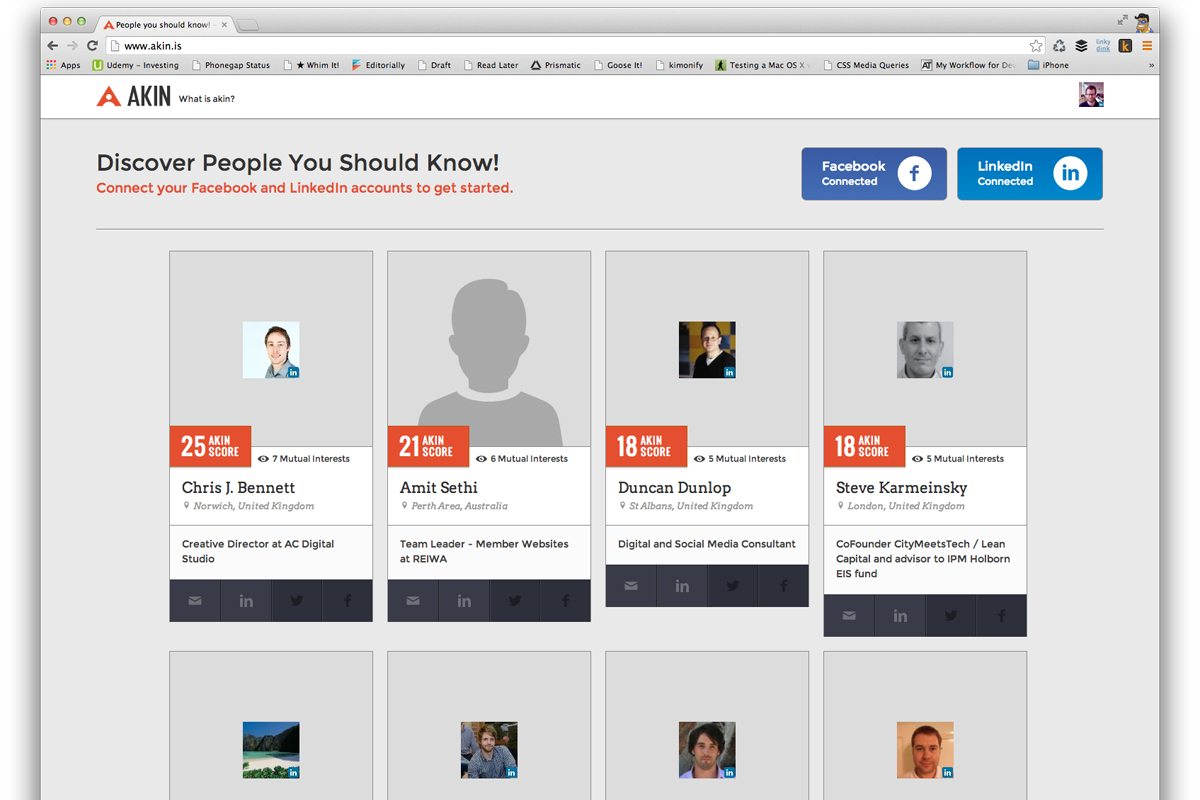 People you should know! -
www.akin.is
linky
dink
Apps
Udemy - Investing
Phonegap Status
★ Whim It!
Editorially
Draft
Read Later
Prismatic
Goose It!
kimonify
Testing a Mac OS X
CSS Media Queries
My Workflow for De
iPhone
»
AKIN
What is akin?
Discover People You Should Know!
Connect your Facebook and LinkedIn accounts to get started.
Facebook
Connected
f
LinkedIn
Connected
in
25 AKIN SCORE
7 Mutual Interests
Chris J. Bennett
Norwich, United Kingdom
Creative Director at AC Digital
Studio
21 AKIN SCORE
6 Mutual Interests
Amit Sethi
Perth Area, Australia
Team Leader - Member Websites
at REIWA
18 AKIN SCORE
5 Mutual Interests
Duncan Dunlop
St Albans, United Kingdom
Digital and Social Media Consultant
18 AKIN SCORE
5 Mutual Interests
Steve Karmeinsky
London, United Kingdom
CoFounder CityMeetsTech / Lean
Capital and advisor to IPM Holborn
EIS fund